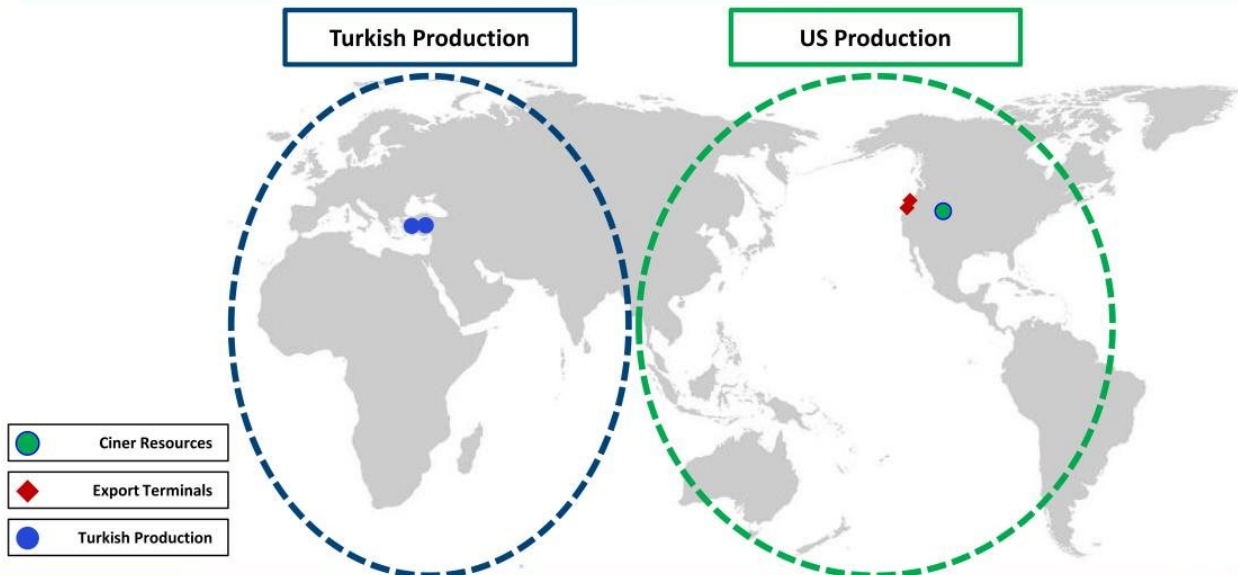 Turkish Production
US Production
Ciner Resources
Export Terminals
Turkish Production